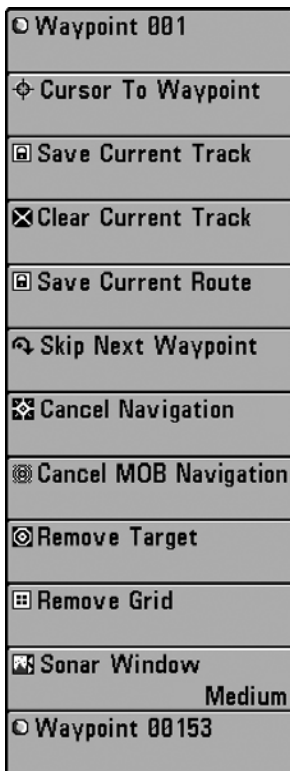 Waypoint 001
Cursor To Waypoint
Save Current Track
Clear Current Track
Save Current Route
Skip Next Waypoint
Cancel Navigation
Cancel MOB Navigation
Remove Target
Remove Grid
Sonar Window
Medium
Waypoint 00153